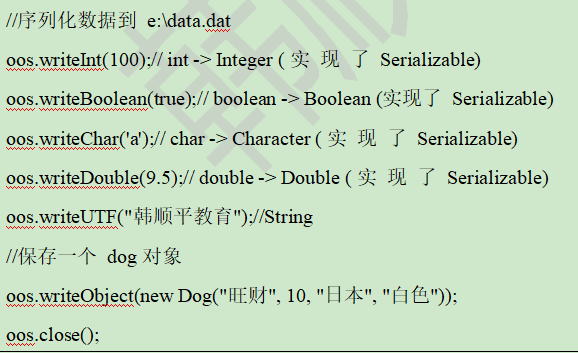 //序列化数据到 e:\data.dat
oos.writeInt(100);// int -> Integer ( 实 现 了 Serializable)
oos.writeBoolean(true);// boolean -> Boolean (实现了 Serializable)
oos.writeChar('a');// char -> Character ( 实 现 了 Serializable)
oos.writeDouble(9.5);// double -> Double ( 实 现 了 Serializable)
oos.writeUTF("韩顺平教育");//String
//保存一个 dog 对象
oos.writeObject(new Dog("旺财", 10, "日本", "白色"));
oos.close();